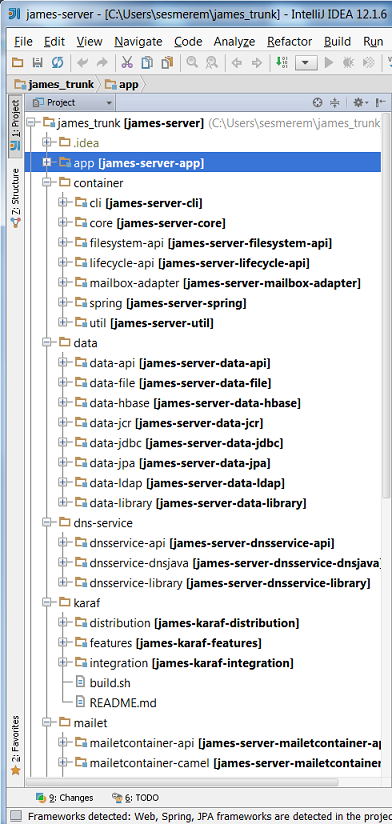 james-server - [C:\Users\sesmerem\james_trunk] - IntelliJ IDEA 12.1.6
File Edit View Navigate Code Analyze Refactor Build Run
james_trunk app
1: Project
Project
james_trunk [james-server] (C:\Users\sesmerem\james_trunk
.idea
app [james-server-app]
container
cli [james-server-cli]
core [james-server-core]
filesystem-api [james-server-filesystem-api]
lifecycle-api [james-server-lifecycle-api]
mailbox-adapter [james-server-mailbox-adapter]
spring [james-server-spring]
util [james-server-util]
data
data-api [james-server-data-api]
data-file [james-server-data-file]
data-hbase [james-server-data-hbase]
data-jcr [james-server-data-jcr]
data-jdbc [james-server-data-jdbc]
data-jpa [james-server-data-jpa]
data-ldap [james-server-data-ldap]
data-library [james-server-data-library]
dns-service
dnsservice-api [james-server-dnsservice-api]
dnsservice-dnsjava [james-server-dnsservice-dnsjava
dnsservice-library [james-server-dnsservice-library]
karaf
distribution [james-karaf-distribution]
features [james-karaf-features]
integration [james-karaf-integration]
build.sh
README.md
mailet
mailetcontainer-api [james-server-mailetcontainer-ap
mailetcontainer-camel [james-server-mailetcontainer
7: Structure
2: Favorites
9: Changes 6: TODO
Frameworks detected: Web, Spring, JPA frameworks are detected in the proje